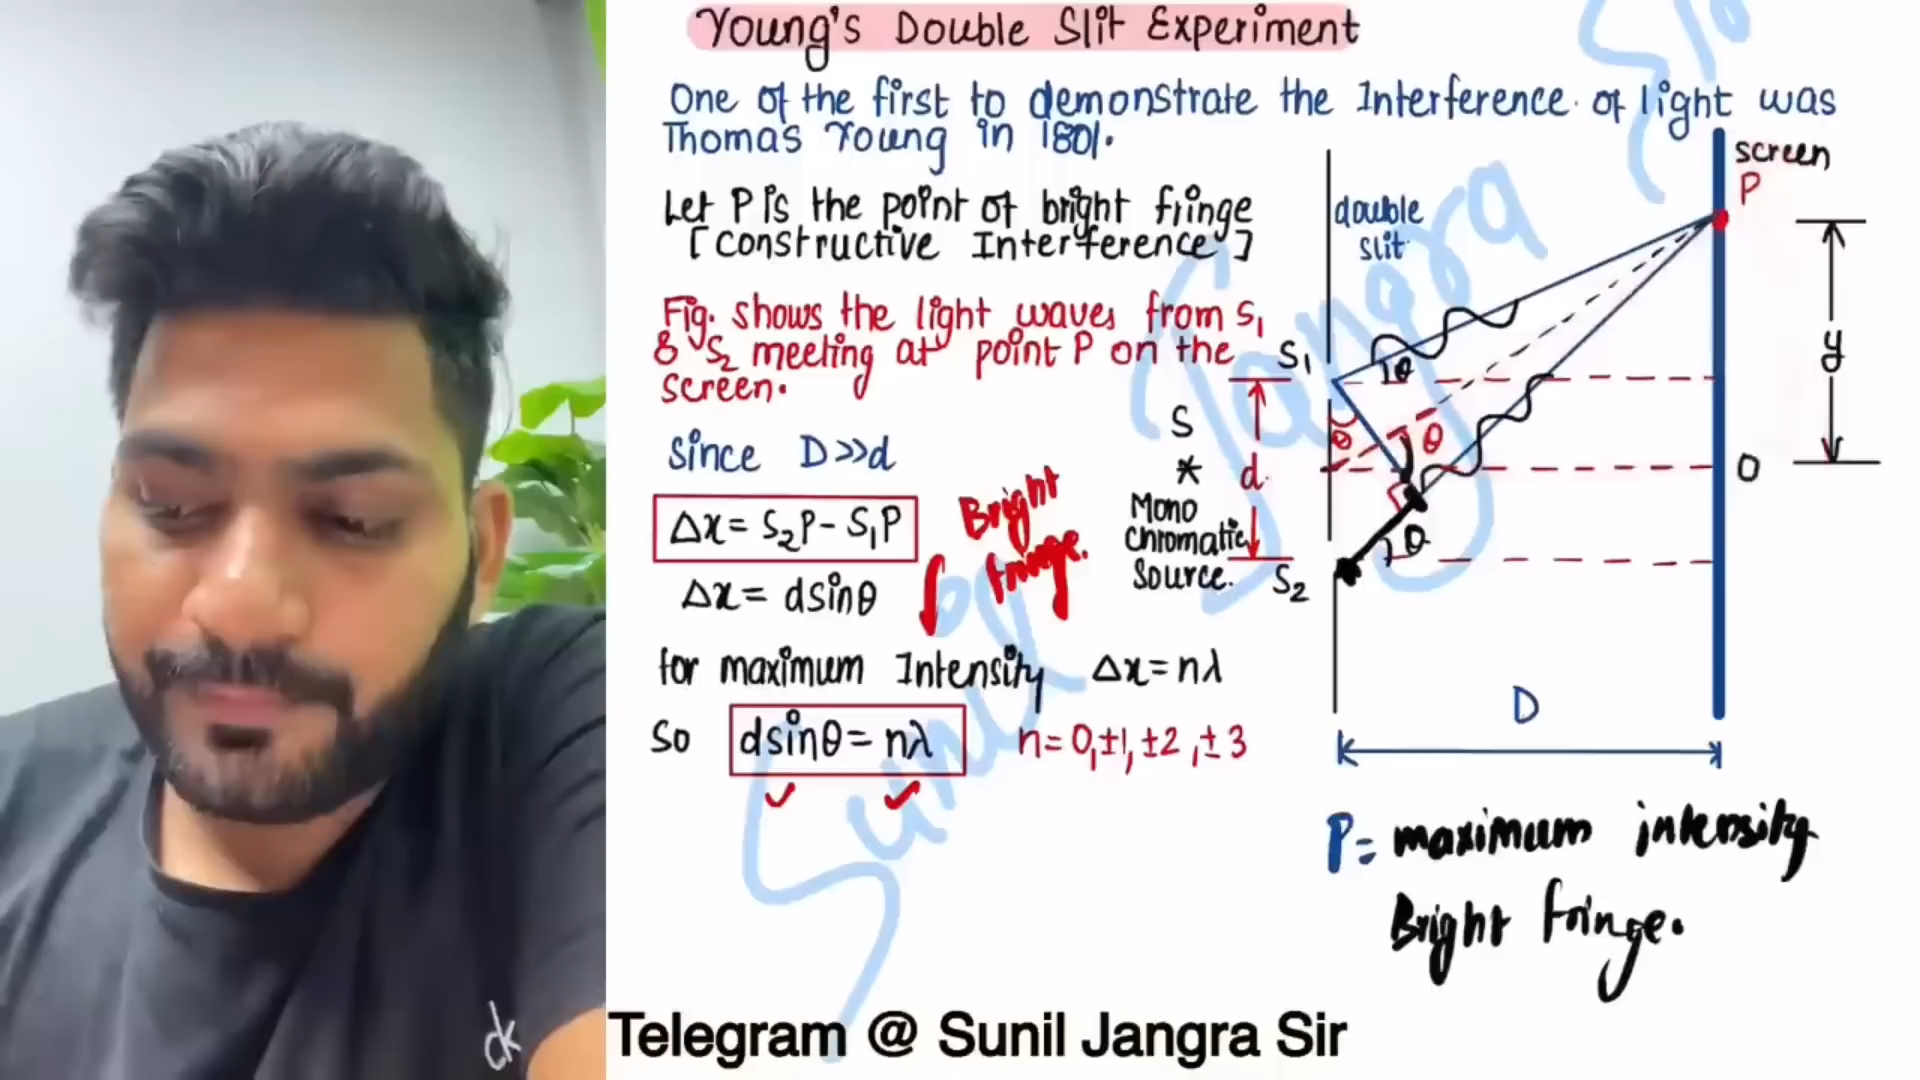 Young's Double Slit Experiment
One of the first to demonstrate the Interference of light was
Thomas Young in 1801.
Let P is the point of bright fringe
[Constructive Interference]
Fig. shows the light waves from S₁
& S₂ meeting at point P on the
screen.
Since D>>d
Δx = S₂P - S₁P
Δx = dsinθ
Bright
fringe.
for maximum Intensity Δx = nλ
So dsinθ = nλ n = 0, ±1, ±2, ±3
screen
P
double
slit
S₁
θ
y
S
*
θ
θ
d
O
Mono
Chromatic
Source.
S₂
θ
D
P = maximum intensity
Bright fringe.
Sunil Jangra Sir
ck
Telegram @ Sunil Jangra Sir